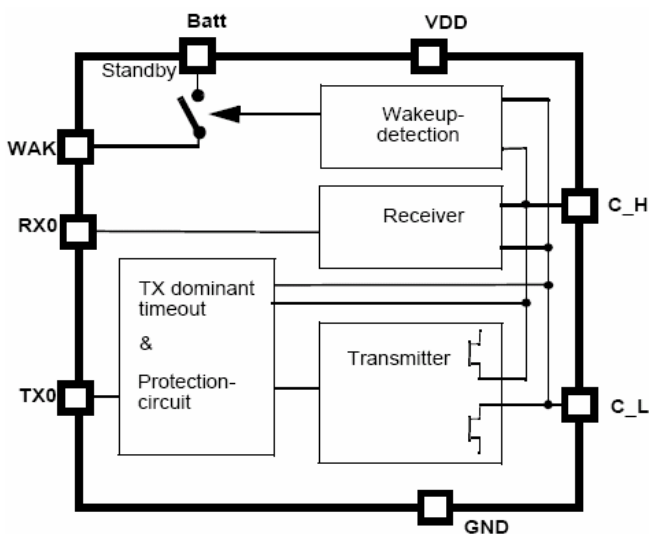 Batt
VDD
Standby
WAK
Wakeup-
detection
RX0
Receiver
C_H
TX dominant
timeout
&
Protection-
circuit
Transmitter
TX0
C_L
GND